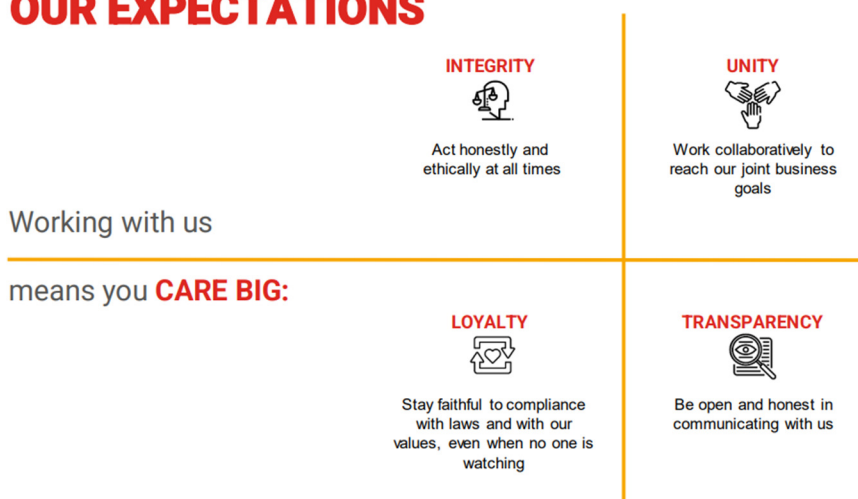 OUR EXPECTATIONS
INTEGRITY
Act honestly and
ethically at all times
UNITY
Work collaboratively to
reach our joint business
goals
Working with us
means you CARE BIG:
LOYALTY
Stay faithful to compliance
with laws and with our
values, even when no one is
watching
TRANSPARENCY
Be open and honest in
communicating with us